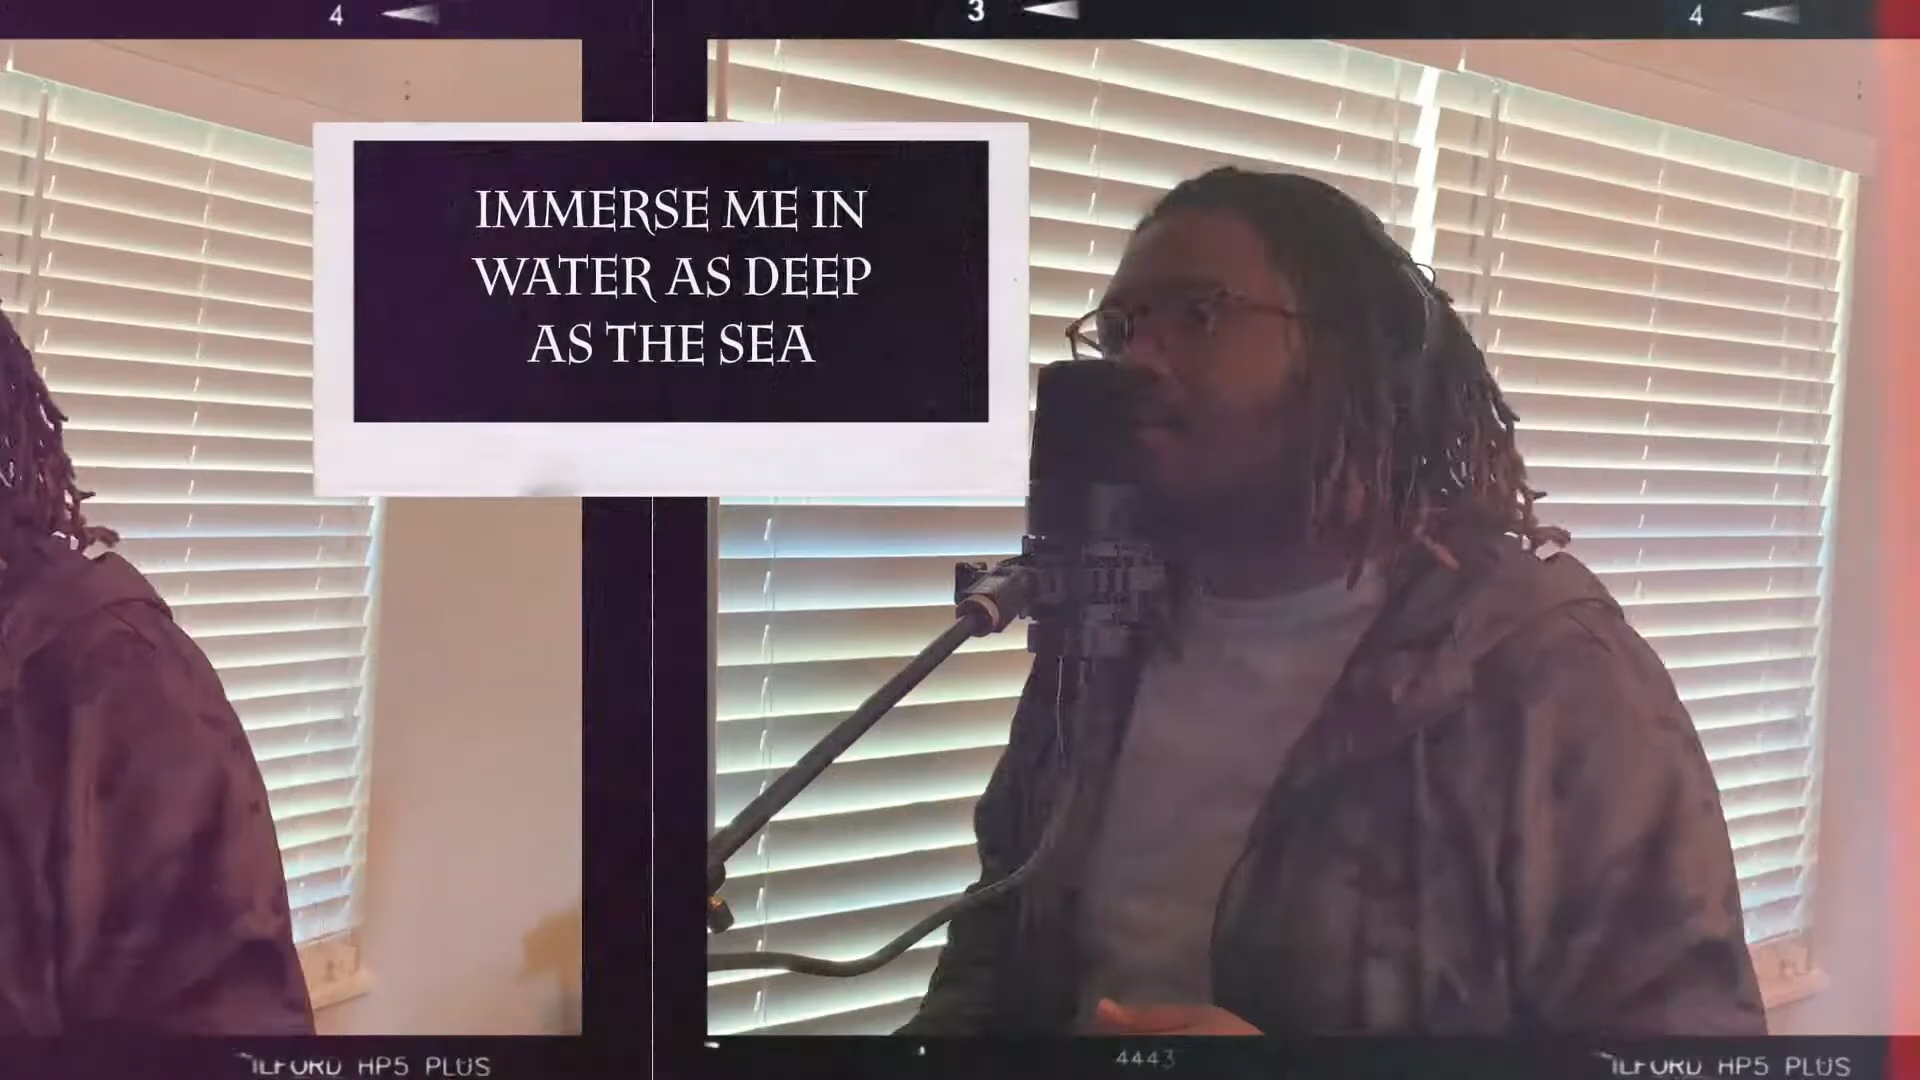 4
3
4
IMMERSE ME IN
WATER AS DEEP
AS THE SEA
ILFORD HP5 PLUS
4443
ILFORD HP5 PLUS